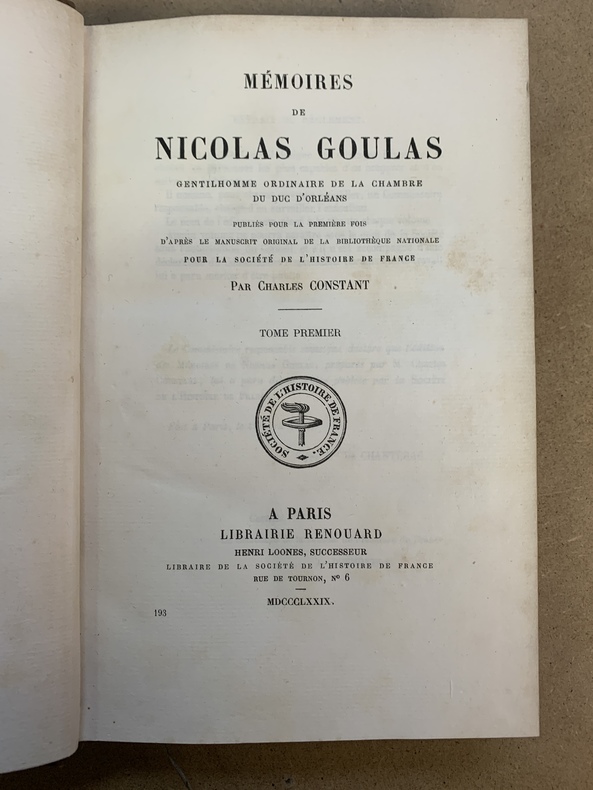 MÉMOIRES
DE
NICOLAS GOULAS
GENTILHOMME ORDINAIRE DE LA CHAMBRE
DU DUC D'ORLÉANS
PUBLIÉS POUR LA PREMIÈRE FOIS
D'APRÈS LE MANUSCRIT ORIGINAL DE LA BIBLIOTHÈQUE NATIONALE
POUR LA SOCIÉTÉ DE L'HISTOIRE DE FRANCE
PAR CHARLES CONSTANT
TOME PREMIER
SOCIÉTÉ DE L'HISTOIRE DE FRANCE.
A PARIS
LIBRAIRIE RENOUARD
HENRI LOONES, SUCCESSEUR
LIBRAIRE DE LA SOCIÉTÉ DE L'HISTOIRE DE FRANCE
RUE DE TOURNON, Nº 6
MDCCCLXXIX.
193